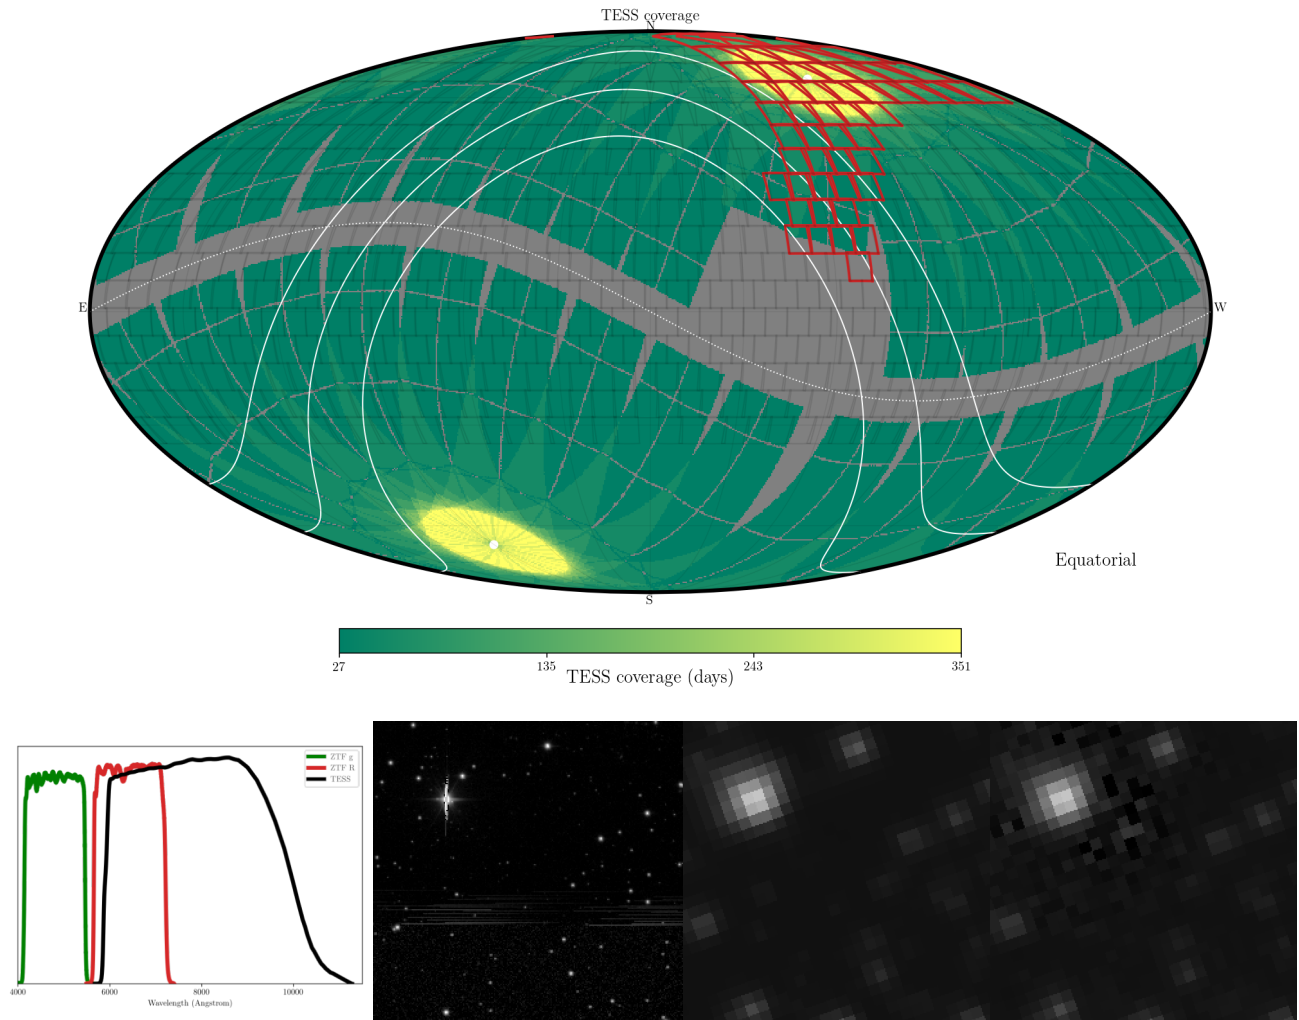 TESS coverage
N
E
W
Equatorial
S
27 135 243 351
TESS coverage (days)
ZTF g
ZTF R
TESS
4000 6000 8000 10000
Wavelength (Angstrom)